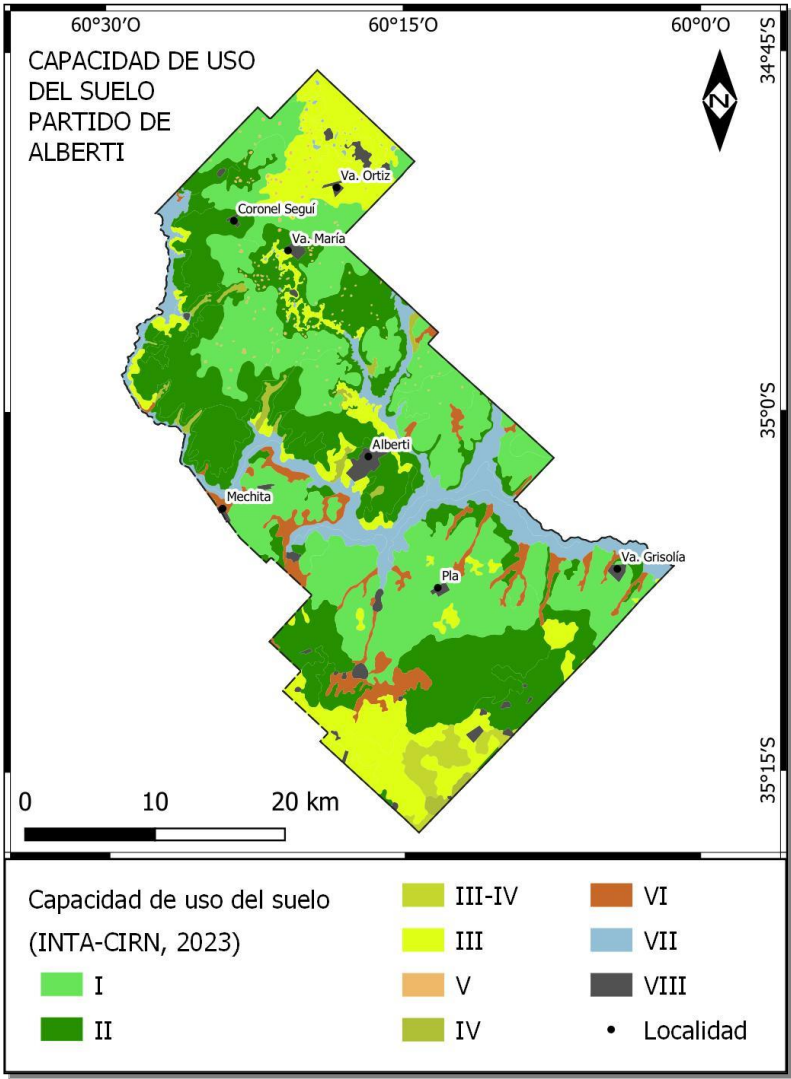 60°30′O
60°15′O
60°0′O
CAPACIDAD DE USO
DEL SUELO
PARTIDO DE
ALBERTI
N
34°45′S
Va. Ortiz
Coronel Seguí
Va. María
35°0′S
Alberti
Mechita
Va. Grisolía
Pla
35°15′S
0
10
20 km
Capacidad de uso del suelo
(INTA-CIRN, 2023)
I
II
III-IV
III
V
IV
VI
VII
VIII
Localidad